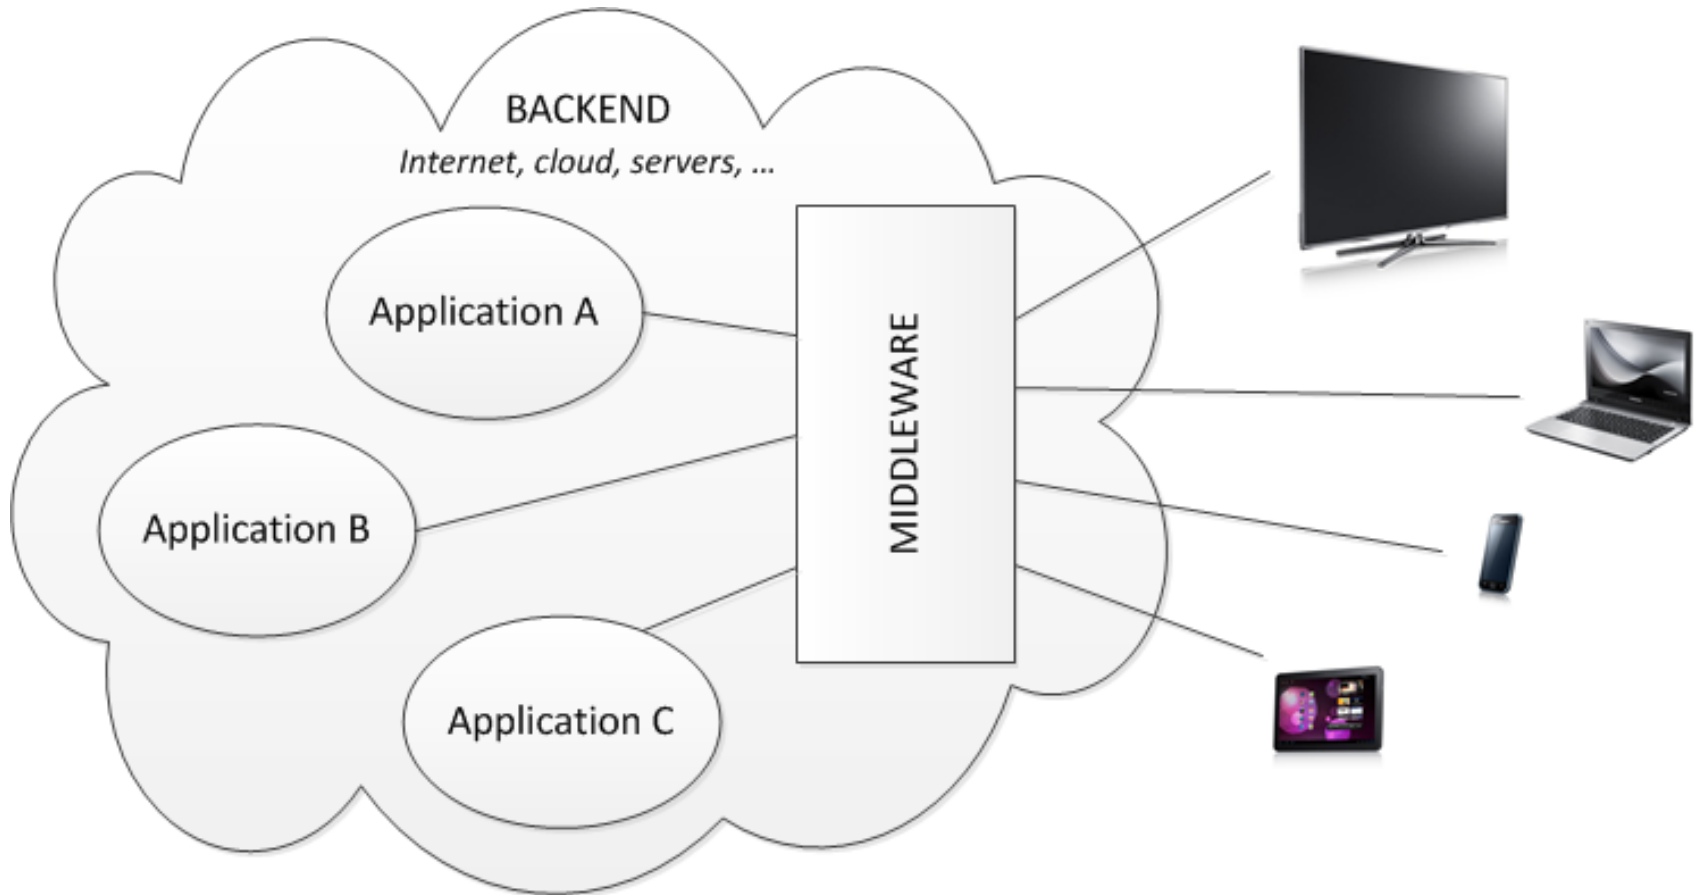 BACKEND
Internet, cloud, servers, ...
Application A
MIDDLEWARE
Application B
Application C